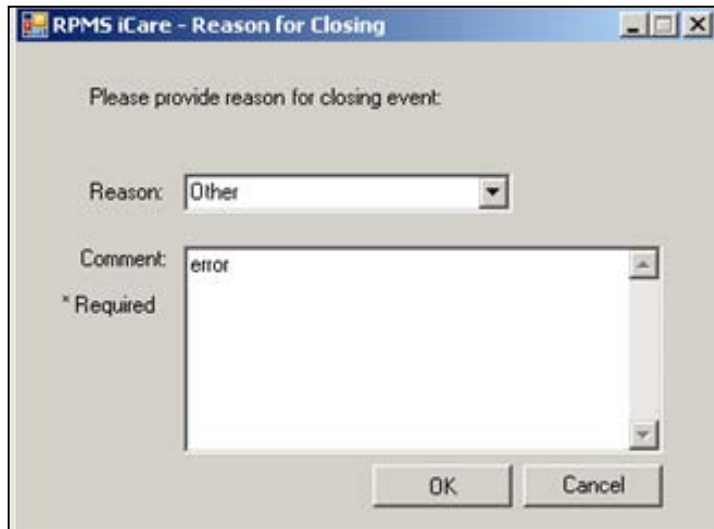 RPMS iCare - Reason for Closing
Please provide reason for closing event:
Reason: Other
Comment: error
* Required
OK Cancel